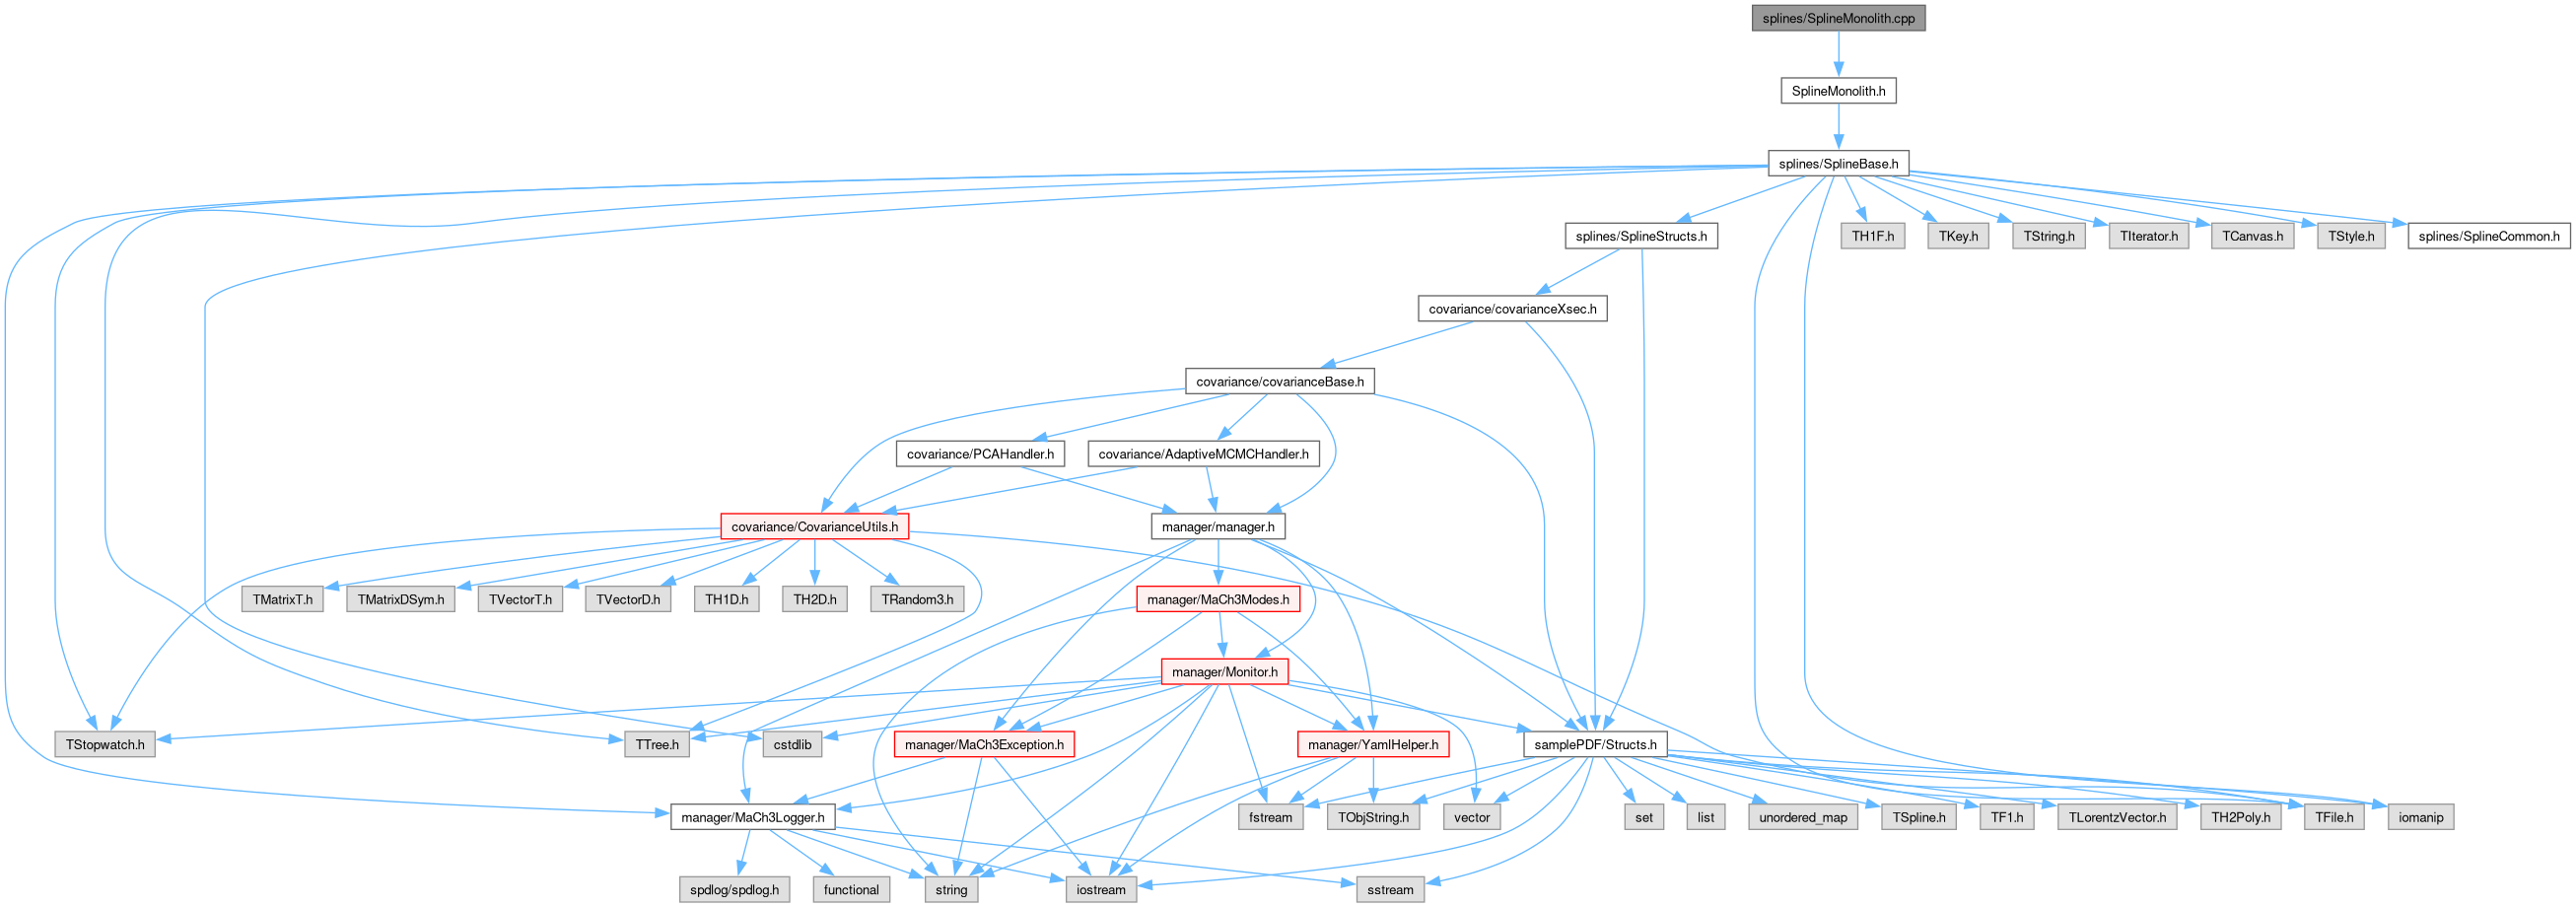 splines/SplineMonolith.cpp
SplineMonolith.h
splines/SplineBase.h
splines/SplineStructs.h
TH1F.h
TKey.h
TString.h
TIterator.h
TCanvas.h
TStyle.h
splines/SplineCommon.h
covariance/covarianceXsec.h
covariance/covarianceBase.h
covariance/PCAHandler.h
covariance/AdaptiveMCMCHandler.h
covariance/CovarianceUtils.h
manager/manager.h
TMatrixT.h
TMatrixDSym.h
TVectorT.h
TVectorD.h
TH1D.h
TH2D.h
TRandom3.h
manager/MaCh3Modes.h
manager/Monitor.h
TStopwatch.h
TTree.h
cstdlib
manager/MaCh3Exception.h
manager/YamlHelper.h
samplePDF/Structs.h
manager/MaCh3Logger.h
fstream
TObjString.h
vector
set
list
unordered_map
TSpline.h
TF1.h
TLorentzVector.h
TH2Poly.h
TFile.h
iomanip
spdlog/spdlog.h
functional
string
iostream
sstream